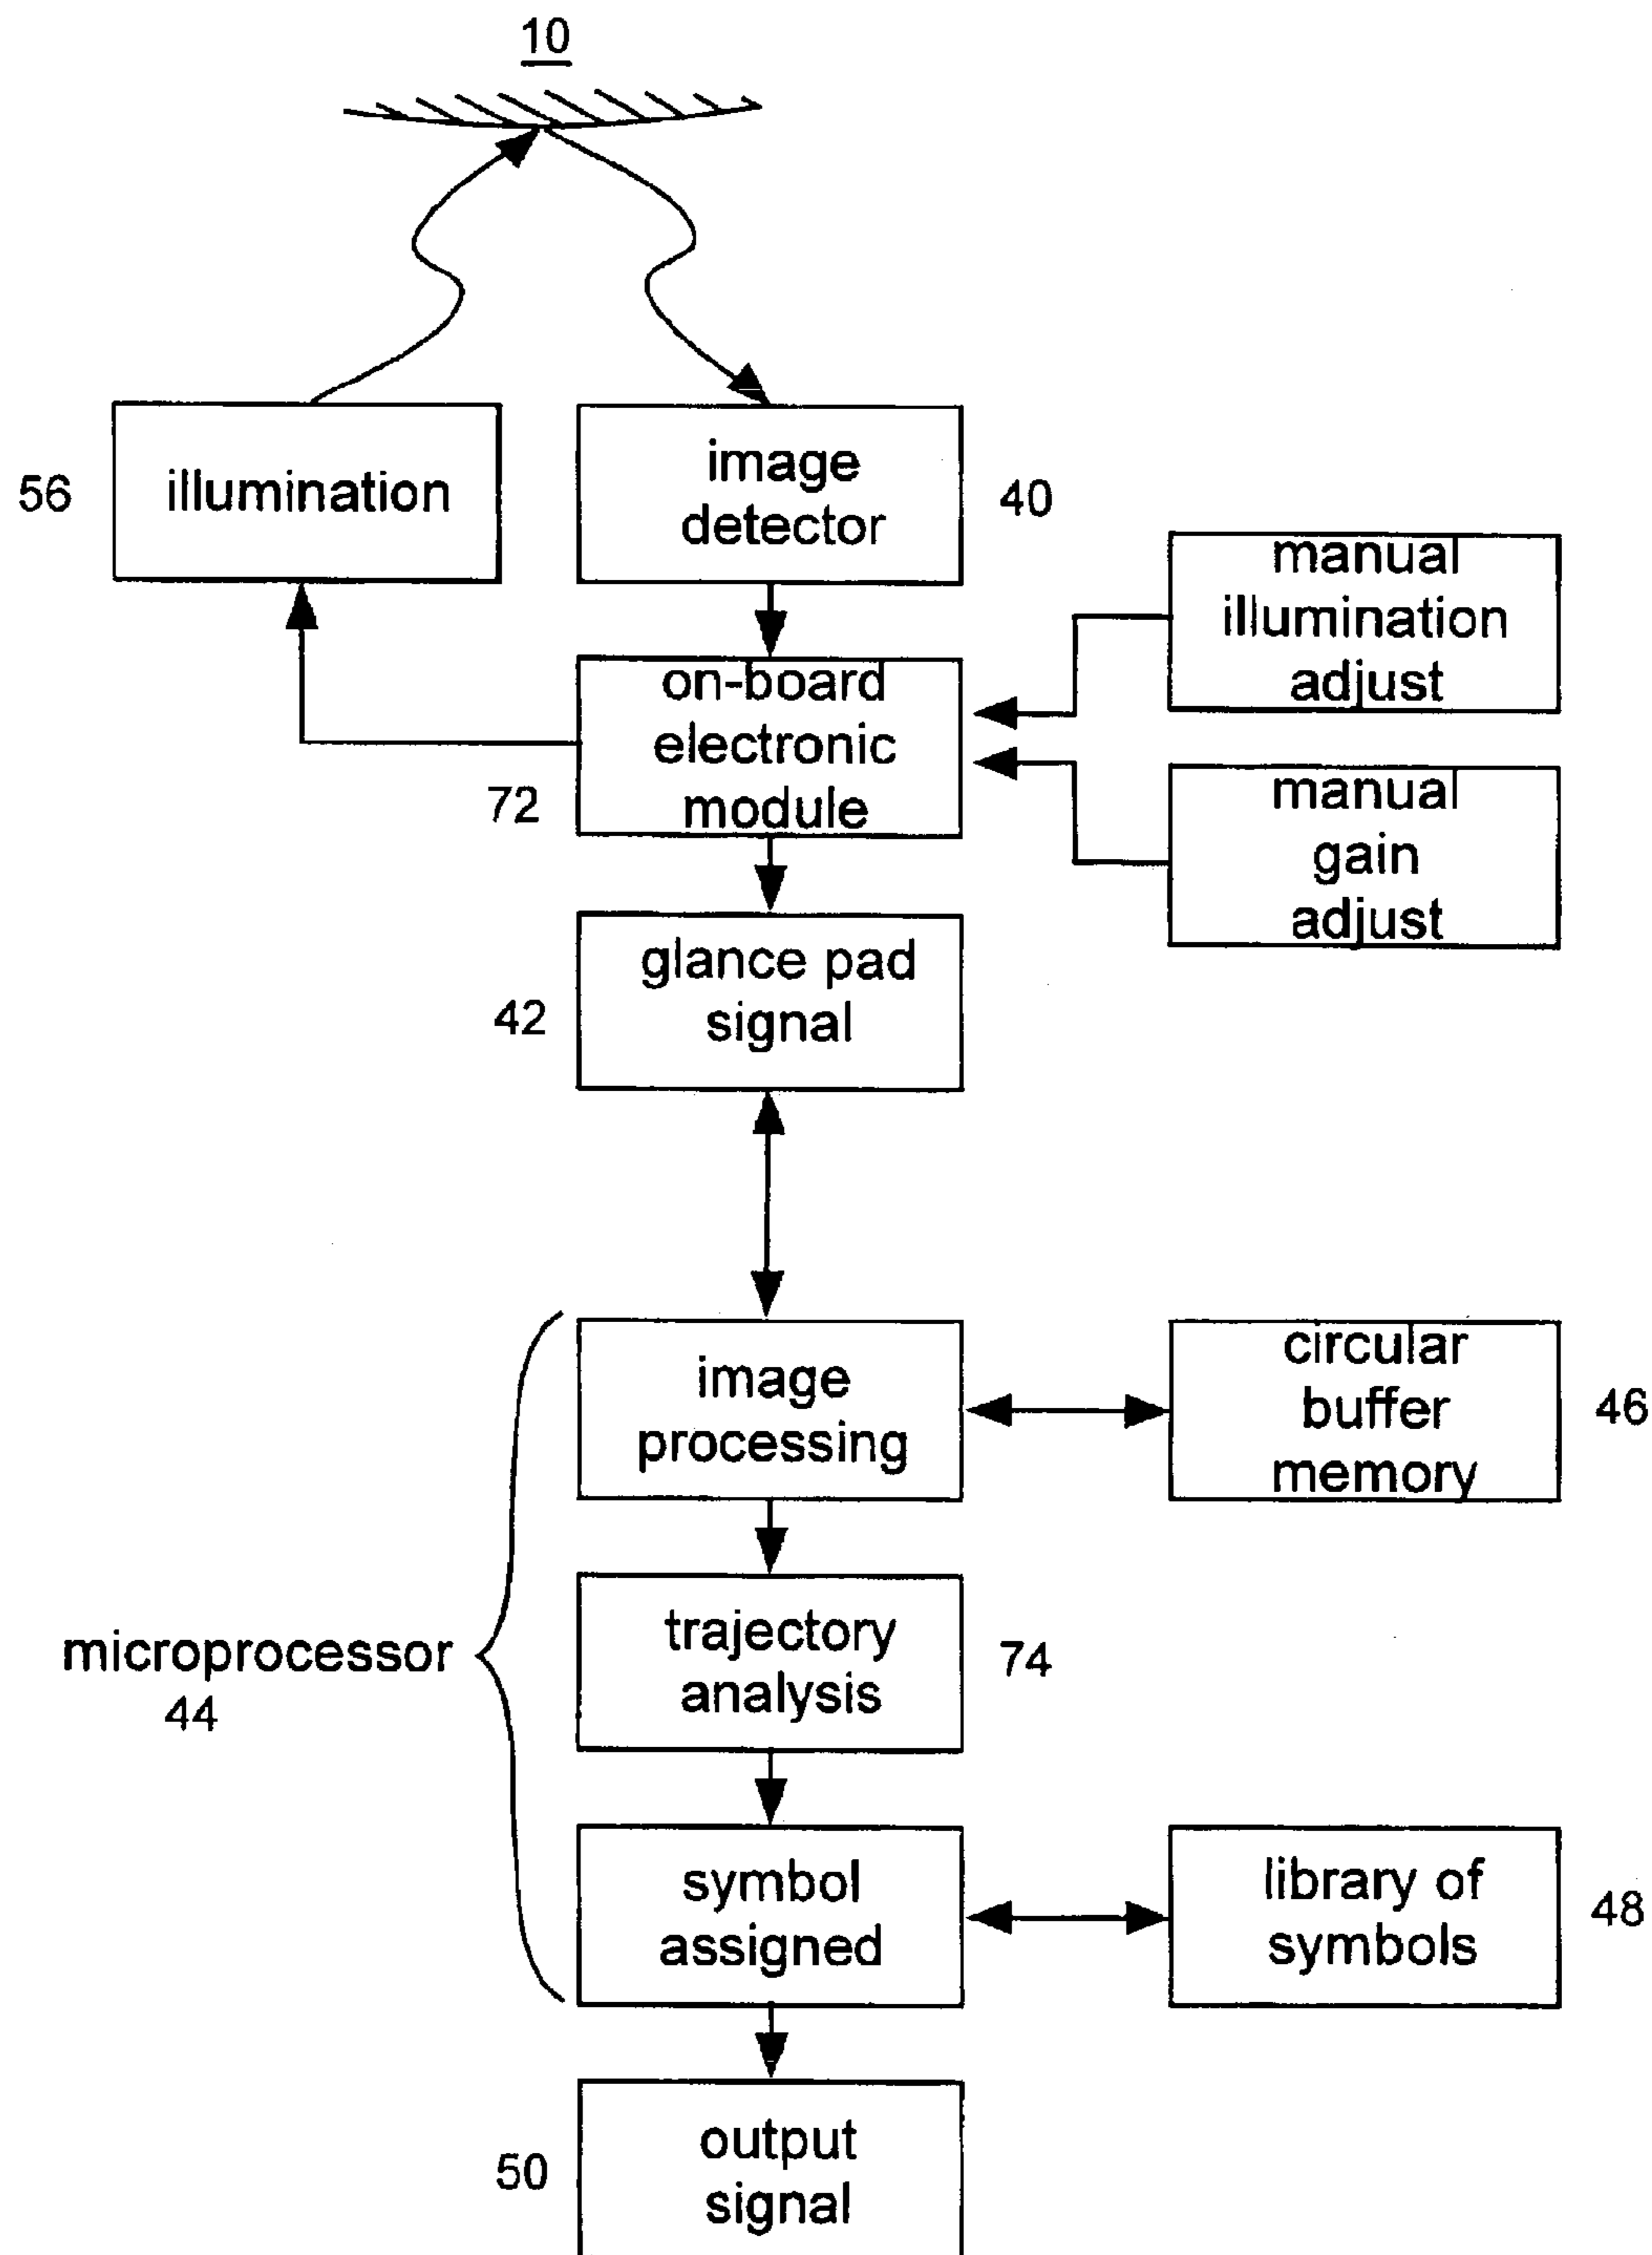 10
illumination
56
image
detector
40
manual
illumination
adjust
on-board
electronic
module
72
manual
gain
adjust
glance pad
signal
42
image
processing
circular
buffer
memory
46
microprocessor
44
trajectory
analysis
74
symbol
assigned
library of
symbols
48
output
signal
50